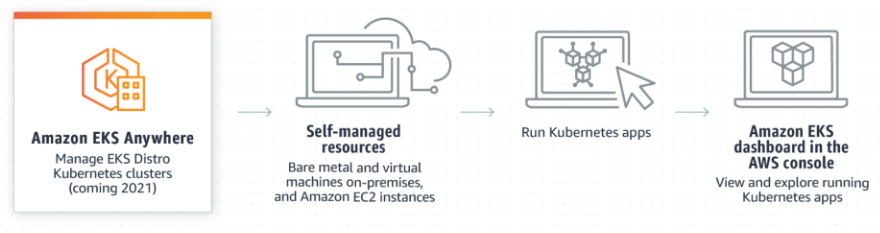 Amazon EKS Anywhere
Manage EKS Distro
Kubernetes clusters
(coming 2021)
Self-managed
resources
Bare metal and virtual
machines on-premises,
and Amazon EC2 instances
Run Kubernetes apps
Amazon EKS
dashboard in the
AWS console
View and explore running
Kubernetes apps